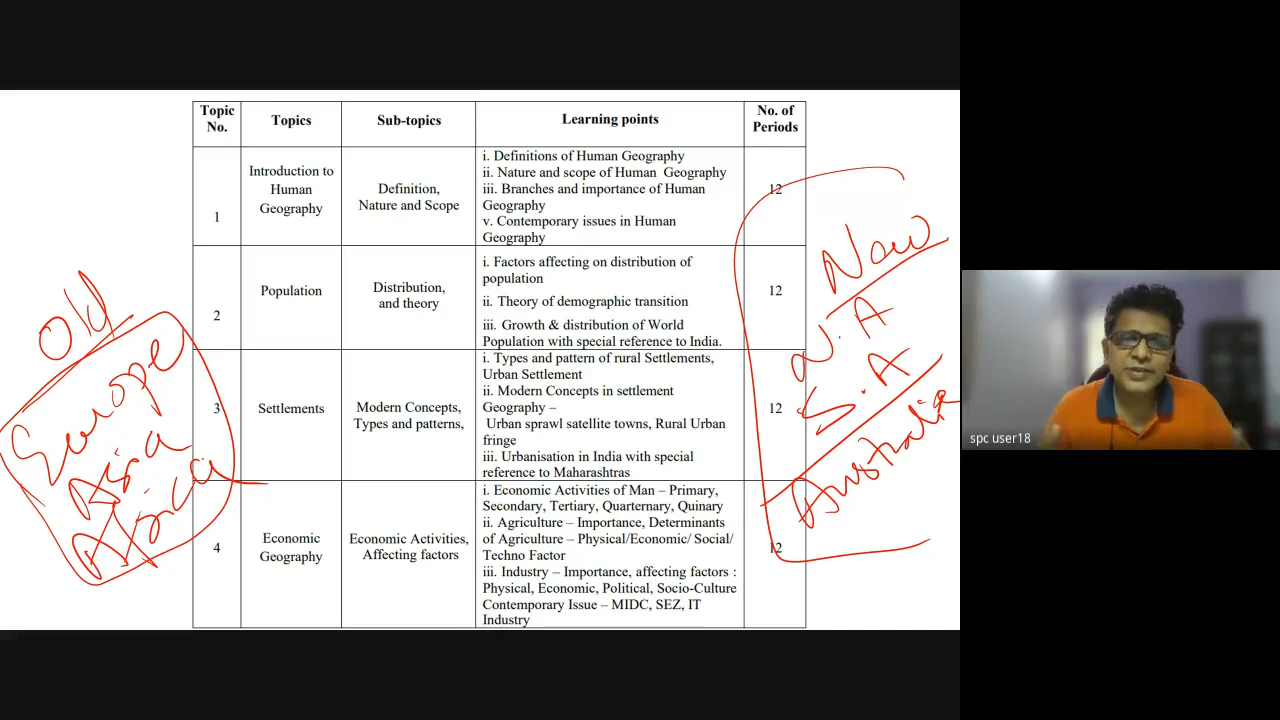 Topic No.
Topics
Sub-topics
Learning points
No. of Periods
1
Introduction to
Human
Geography
Definition,
Nature and Scope
i. Definitions of Human Geography
ii. Nature and scope of Human Geography
iii. Branches and importance of Human
Geography
v. Contemporary issues in Human
Geography
12
2
Population
Distribution,
and theory
i. Factors affecting on distribution of
population
ii. Theory of demographic transition
iii. Growth & distribution of World
Population with special reference to India.
12
3
Settlements
Modern Concepts,
Types and patterns,
i. Types and pattern of rural Settlements,
Urban Settlement
ii. Modern Concepts in settlement
Geography –
Urban sprawl satellite towns, Rural Urban
fringe
iii. Urbanisation in India with special
reference to Maharashtras
12
4
Economic
Geography
Economic Activities,
Affecting factors
i. Economic Activities of Man – Primary,
Secondary, Tertiary, Quarternary, Quinary
ii. Agriculture – Importance, Determinants
of Agriculture – Physical/Economic/ Social/
Techno Factor
iii. Industry – Importance, affecting factors :
Physical, Economic, Political, Socio-Culture
Contemporary Issue – MIDC, SEZ, IT
Industry
12
Old
Europe
Asia
Africa
New
N.A
S.A
Australia
spc user18